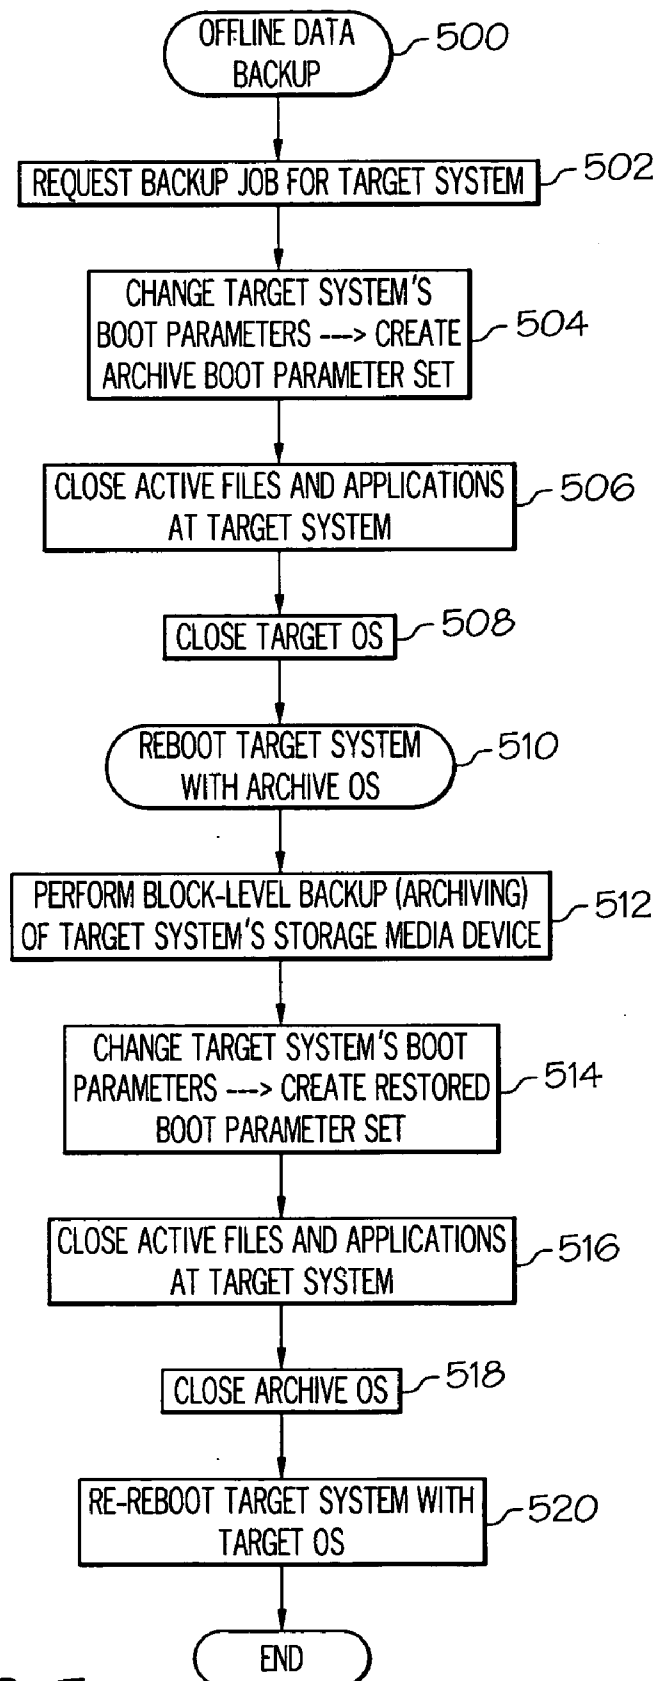 OFFLINE DATA
BACKUP
500
REQUEST BACKUP JOB FOR TARGET SYSTEM
502
CHANGE TARGET SYSTEM'S
BOOT PARAMETERS ---> CREATE
ARCHIVE BOOT PARAMETER SET
504
CLOSE ACTIVE FILES AND APPLICATIONS
AT TARGET SYSTEM
506
CLOSE TARGET OS
508
REBOOT TARGET SYSTEM
WITH ARCHIVE OS
510
PERFORM BLOCK-LEVEL BACKUP (ARCHIVING)
OF TARGET SYSTEM'S STORAGE MEDIA DEVICE
512
CHANGE TARGET SYSTEM'S BOOT
PARAMETERS ---> CREATE RESTORED
BOOT PARAMETER SET
514
CLOSE ACTIVE FILES AND APPLICATIONS
AT TARGET SYSTEM
516
CLOSE ARCHIVE OS
518
RE-REBOOT TARGET SYSTEM WITH
TARGET OS
520
END